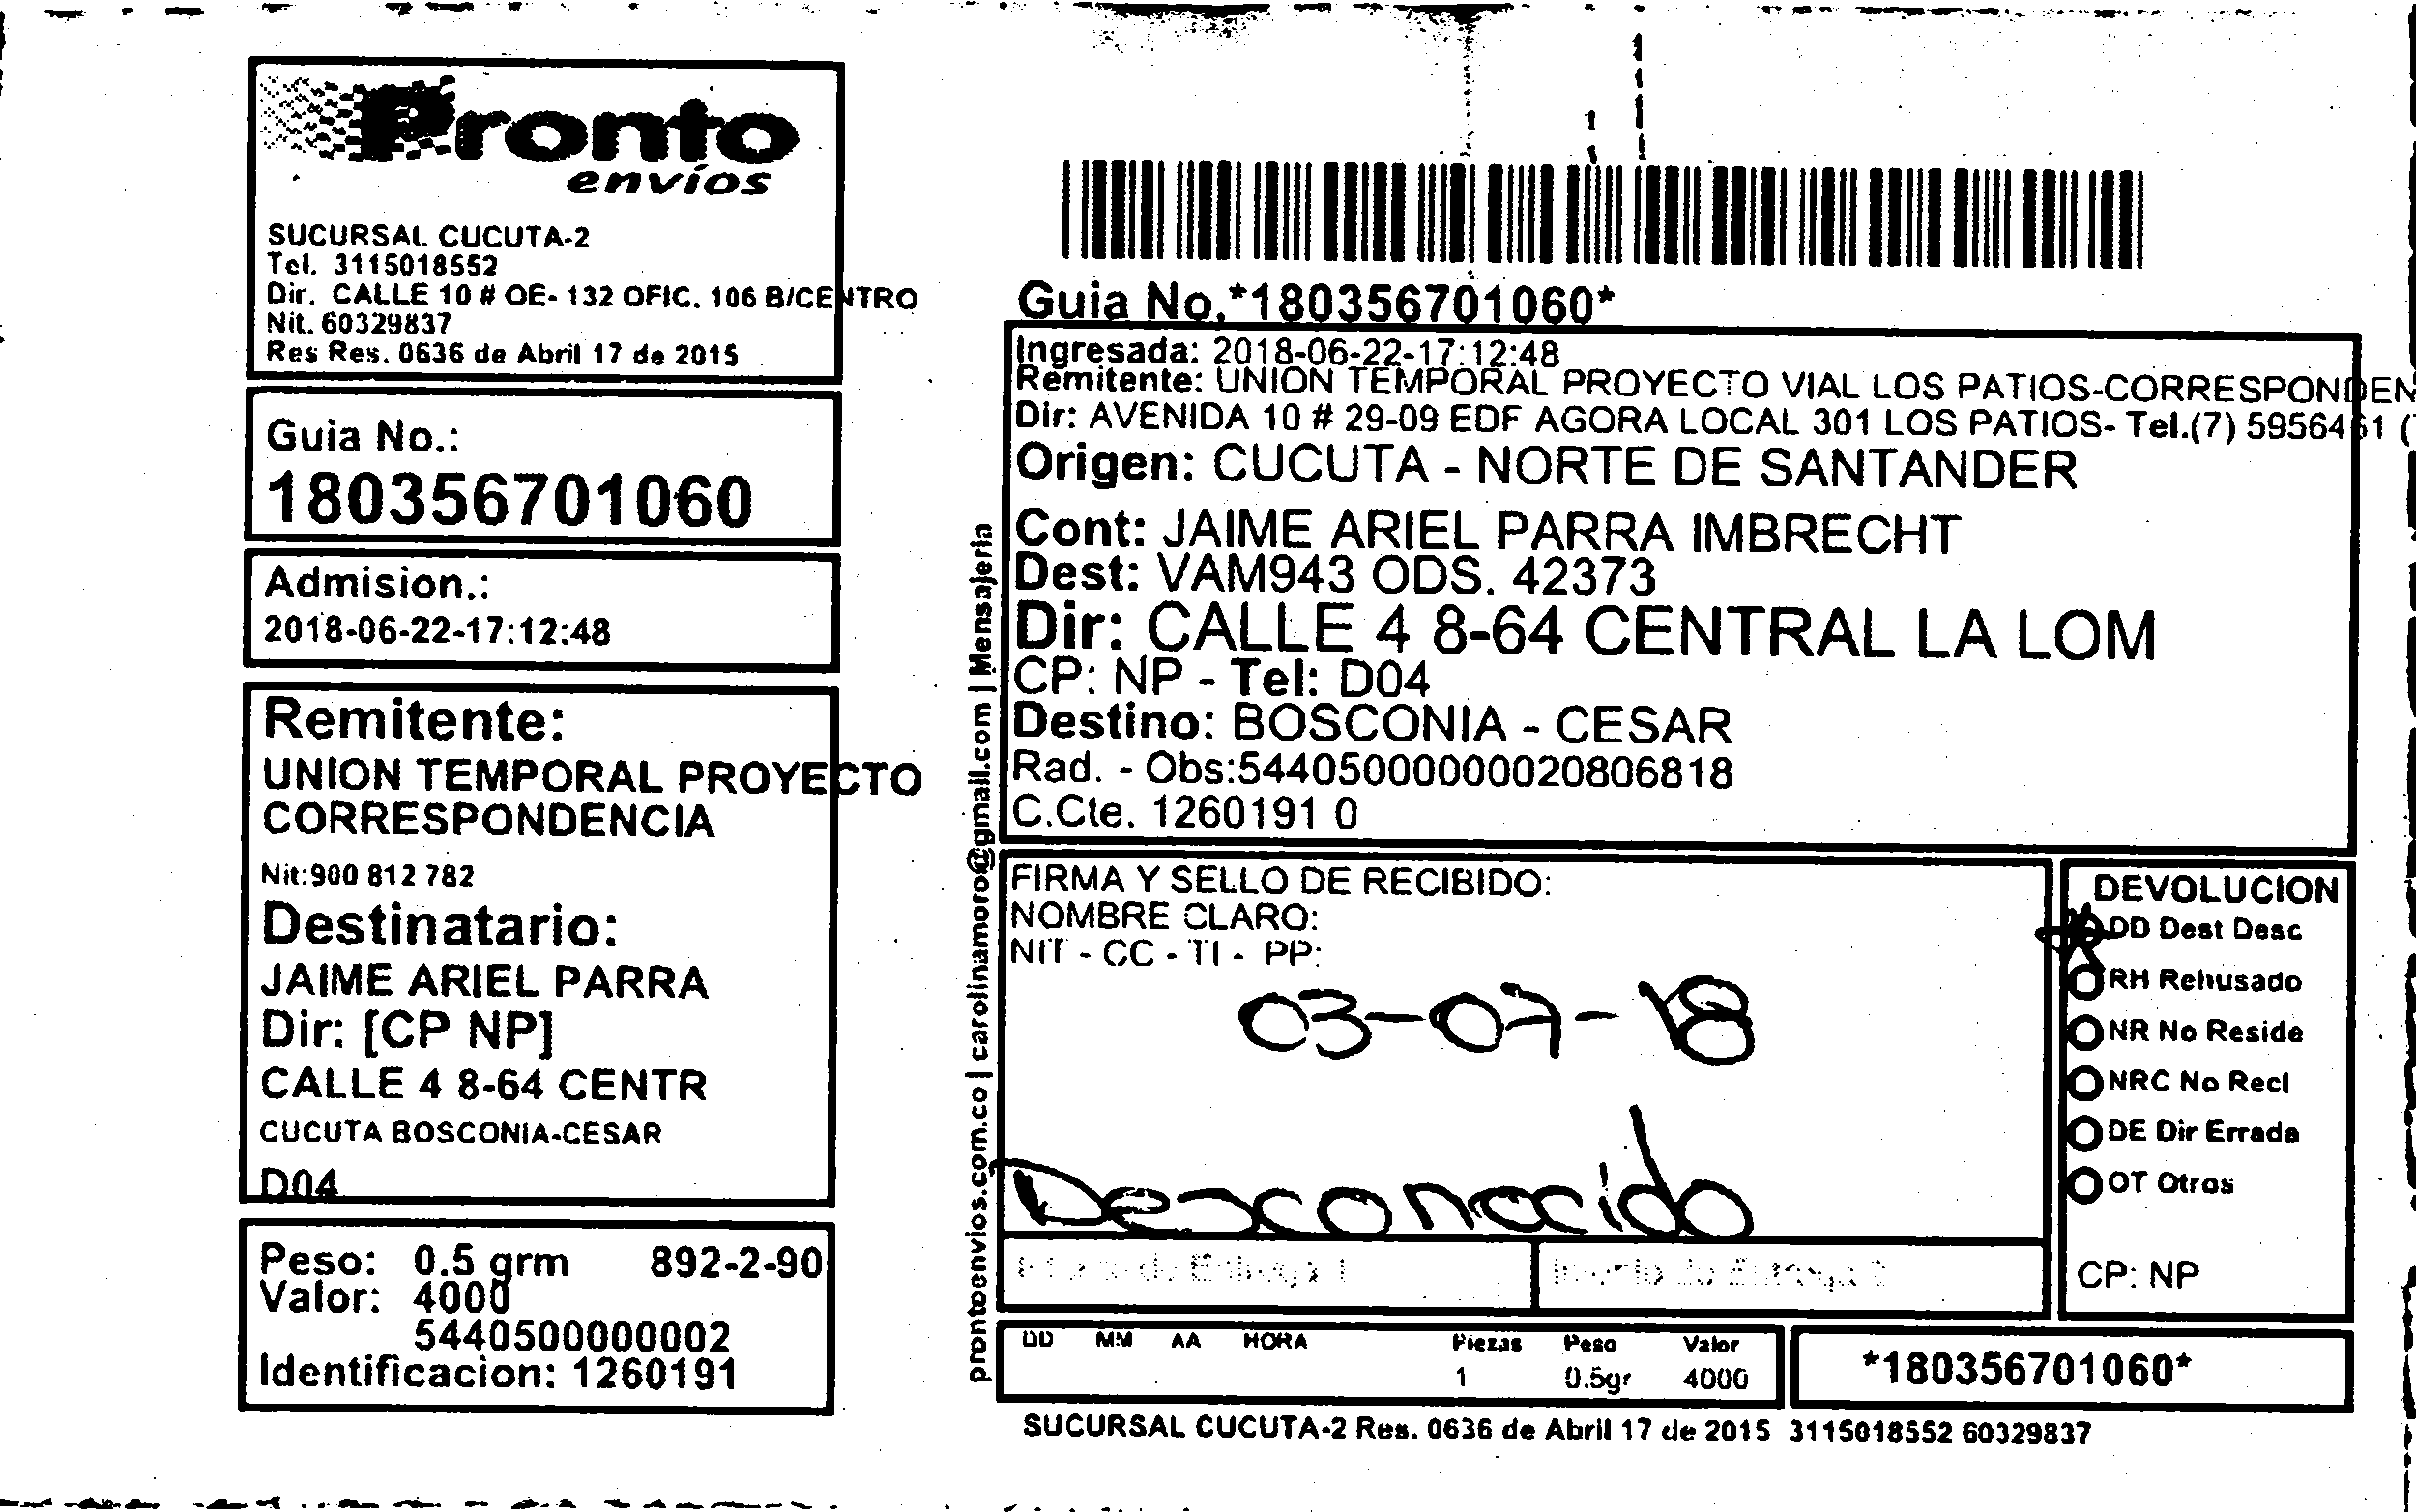 Pronto
envíos
SUCURSAL CUCUTA-2
Tel. 3115018552
Dir. CALLE 10 # OE- 132 OFIC. 106 B/CENTRO
Nit. 60329837
Res Res. 0636 de Abril 17 de 2015
Guia No.:
180356701060
Admision.:
2018-06-22-17:12:48
Remitente:
UNION TEMPORAL PROYECTO
CORRESPONDENCIA
Nit:900 812 782
Destinatario:
JAIME ARIEL PARRA
Dir: [CP NP]
CALLE 4 8-64 CENTR
CUCUTA BOSCONIA-CESAR
D04
Peso: 0.5 grm 892-2-90
Valor: 4000
5440500000002
Identificacion: 1260191
prontoenvios.com.co | carolinamoro@gmail.com | Mensajeria
Guia No.*180356701060*
Ingresada: 2018-06-22-17:12:48
Remitente: UNION TEMPORAL PROYECTO VIAL LOS PATIOS-CORRESPONDEN
Dir: AVENIDA 10 # 29-09 EDF AGORA LOCAL 301 LOS PATIOS- Tel.(7) 5956461 (
Origen: CUCUTA - NORTE DE SANTANDER
Cont: JAIME ARIEL PARRA IMBRECHT
Dest: VAM943 ODS. 42373
Dir: CALLE 4 8-64 CENTRAL LA LOM
CP: NP - Tel: D04
Destino: BOSCONIA - CESAR
Rad. - Obs:54405000000020806818
C.Cte. 1260191 0
FIRMA Y SELLO DE RECIBIDO:
NOMBRE CLARO:
NIT - CC - TI - PP:
03-07-18
Desconocido
DEVOLUCION
DD Dest Desc
RH Rehusado
NR No Reside
NRC No Recl
DE Dir Errada
OT Otros
CP: NP
DD MM AA HORA Piezas Peso Valor
1 0.5gr 4000
*180356701060*
SUCURSAL CUCUTA-2 Res. 0636 de Abril 17 de 2015 3115018552 60329837